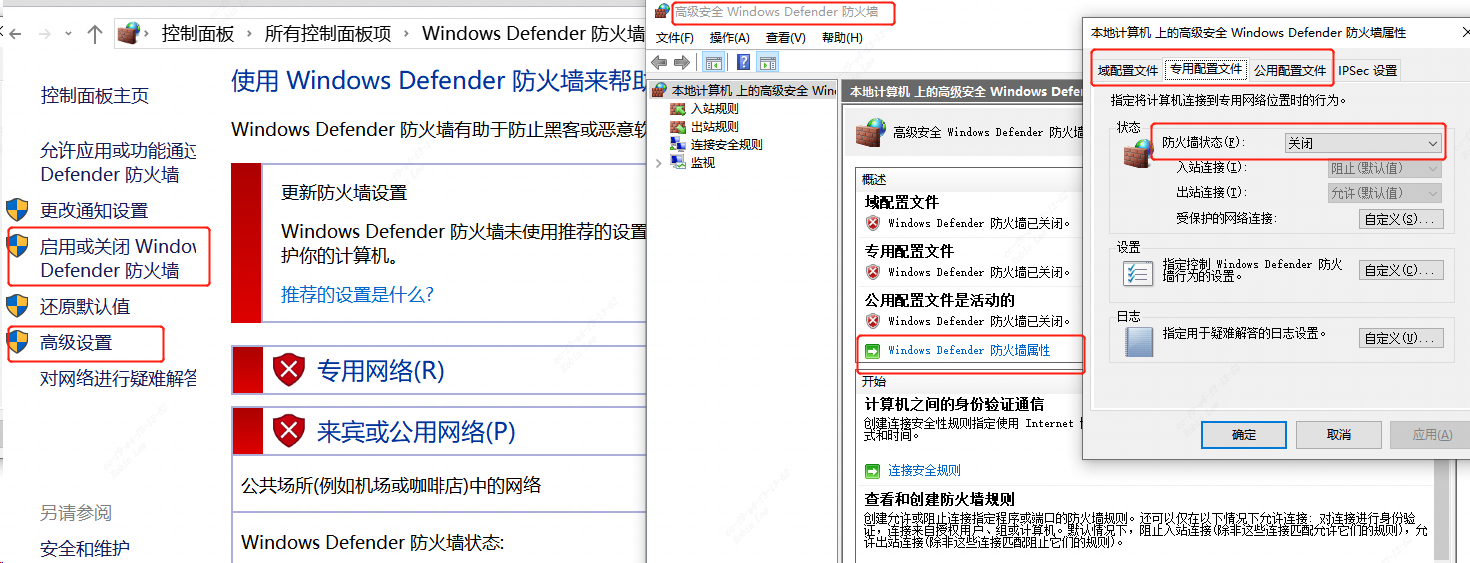 控制面板 › 所有控制面板项 › Windows Defender 防火墙
控制面板主页
允许应用或功能通过
Defender 防火墙
更改通知设置
启用或关闭 Window
Defender 防火墙
还原默认值
高级设置
对网络进行疑难解答
另请参阅
安全和维护
使用 Windows Defender 防火墙来帮助
Windows Defender 防火墙有助于防止黑客或恶意软
更新防火墙设置
Windows Defender 防火墙未使用推荐的设置
护你的计算机。
推荐的设置是什么?
专用网络(R)
来宾或公用网络(P)
公共场所(例如机场或咖啡店)中的网络
Windows Defender 防火墙状态:
高级安全 Windows Defender 防火墙
文件(F) 操作(A) 查看(V) 帮助(H)
本地计算机 上的高级安全 Win
入站规则
出站规则
连接安全规则
监视
本地计算机 上的高级安全 Windows Defe
高级安全 Windows Defender 防火墙
概述
域配置文件
Windows Defender 防火墙已关闭。
专用配置文件
Windows Defender 防火墙已关闭。
公用配置文件是活动的
Windows Defender 防火墙已关闭。
Windows Defender 防火墙属性
开始
计算机之间的身份验证通信
创建连接安全性规则指定使用 Internet
式和时间。
连接安全规则
查看和创建防火墙规则
创建允许或阻止连接指定程序或端口的防火墙规则。还可以仅在以下情况下允许连接: 对连接进行身份验
证，连接来自授权用户、组或计算机。默认情况下，阻止入站连接(除非这些连接匹配允许它们的规则)，允
许出站连接(除非这些连接匹配阻止它们的规则)。
本地计算机 上的高级安全 Windows Defender 防火墙属性
域配置文件 专用配置文件 公用配置文件 IPSec 设置
指定将计算机连接到专用网络位置时的行为。
状态
防火墙状态(F): 关闭
入站连接(I): 阻止(默认值)
出站连接(T): 允许(默认值)
受保护的网络连接: 自定义(S)...
设置
指定控制 Windows Defender 防火
墙行为的设置。
自定义(C)...
日志
指定用于疑难解答的日志设置。
自定义(U)...
确定 取消 应用(A)